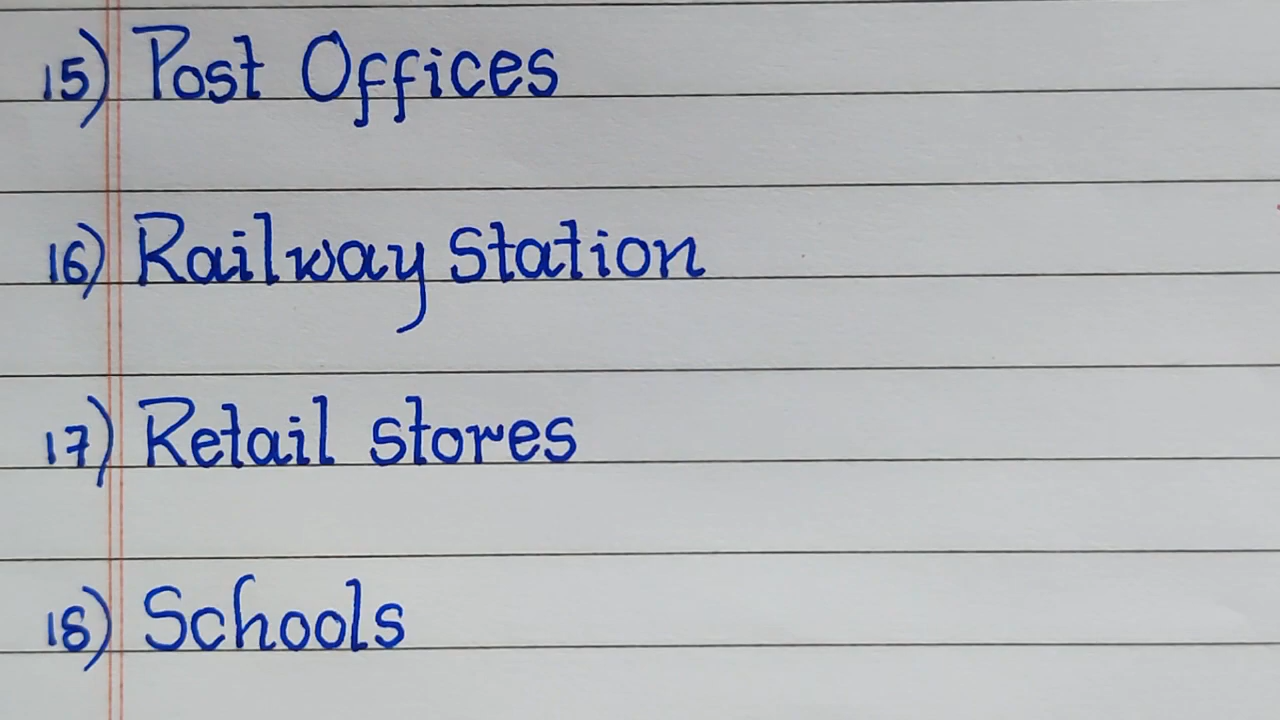 15) Post Offices
16) Railway Station
17) Retail stores
18) Schools